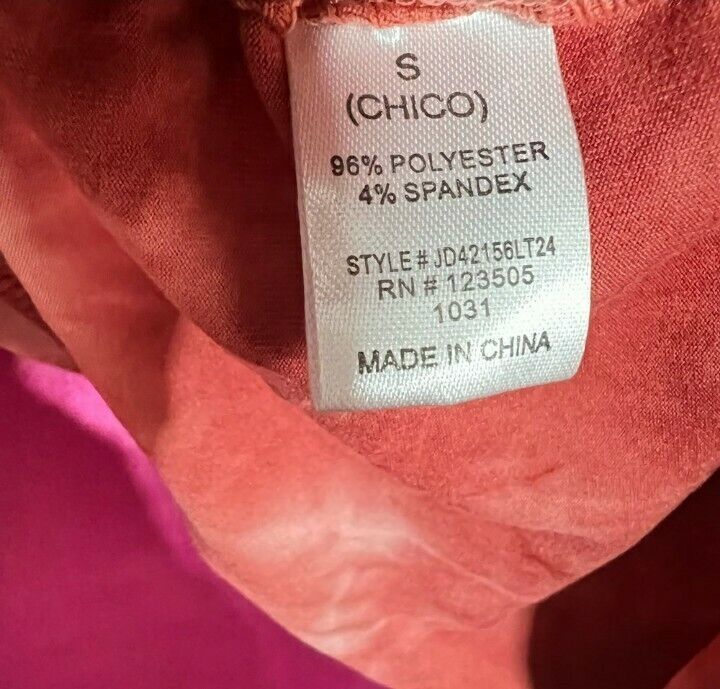 S
(CHICO)
96% POLYESTER
4% SPANDEX
STYLE # JD42156LT24
RN # 123505
1031
MADE IN CHINA